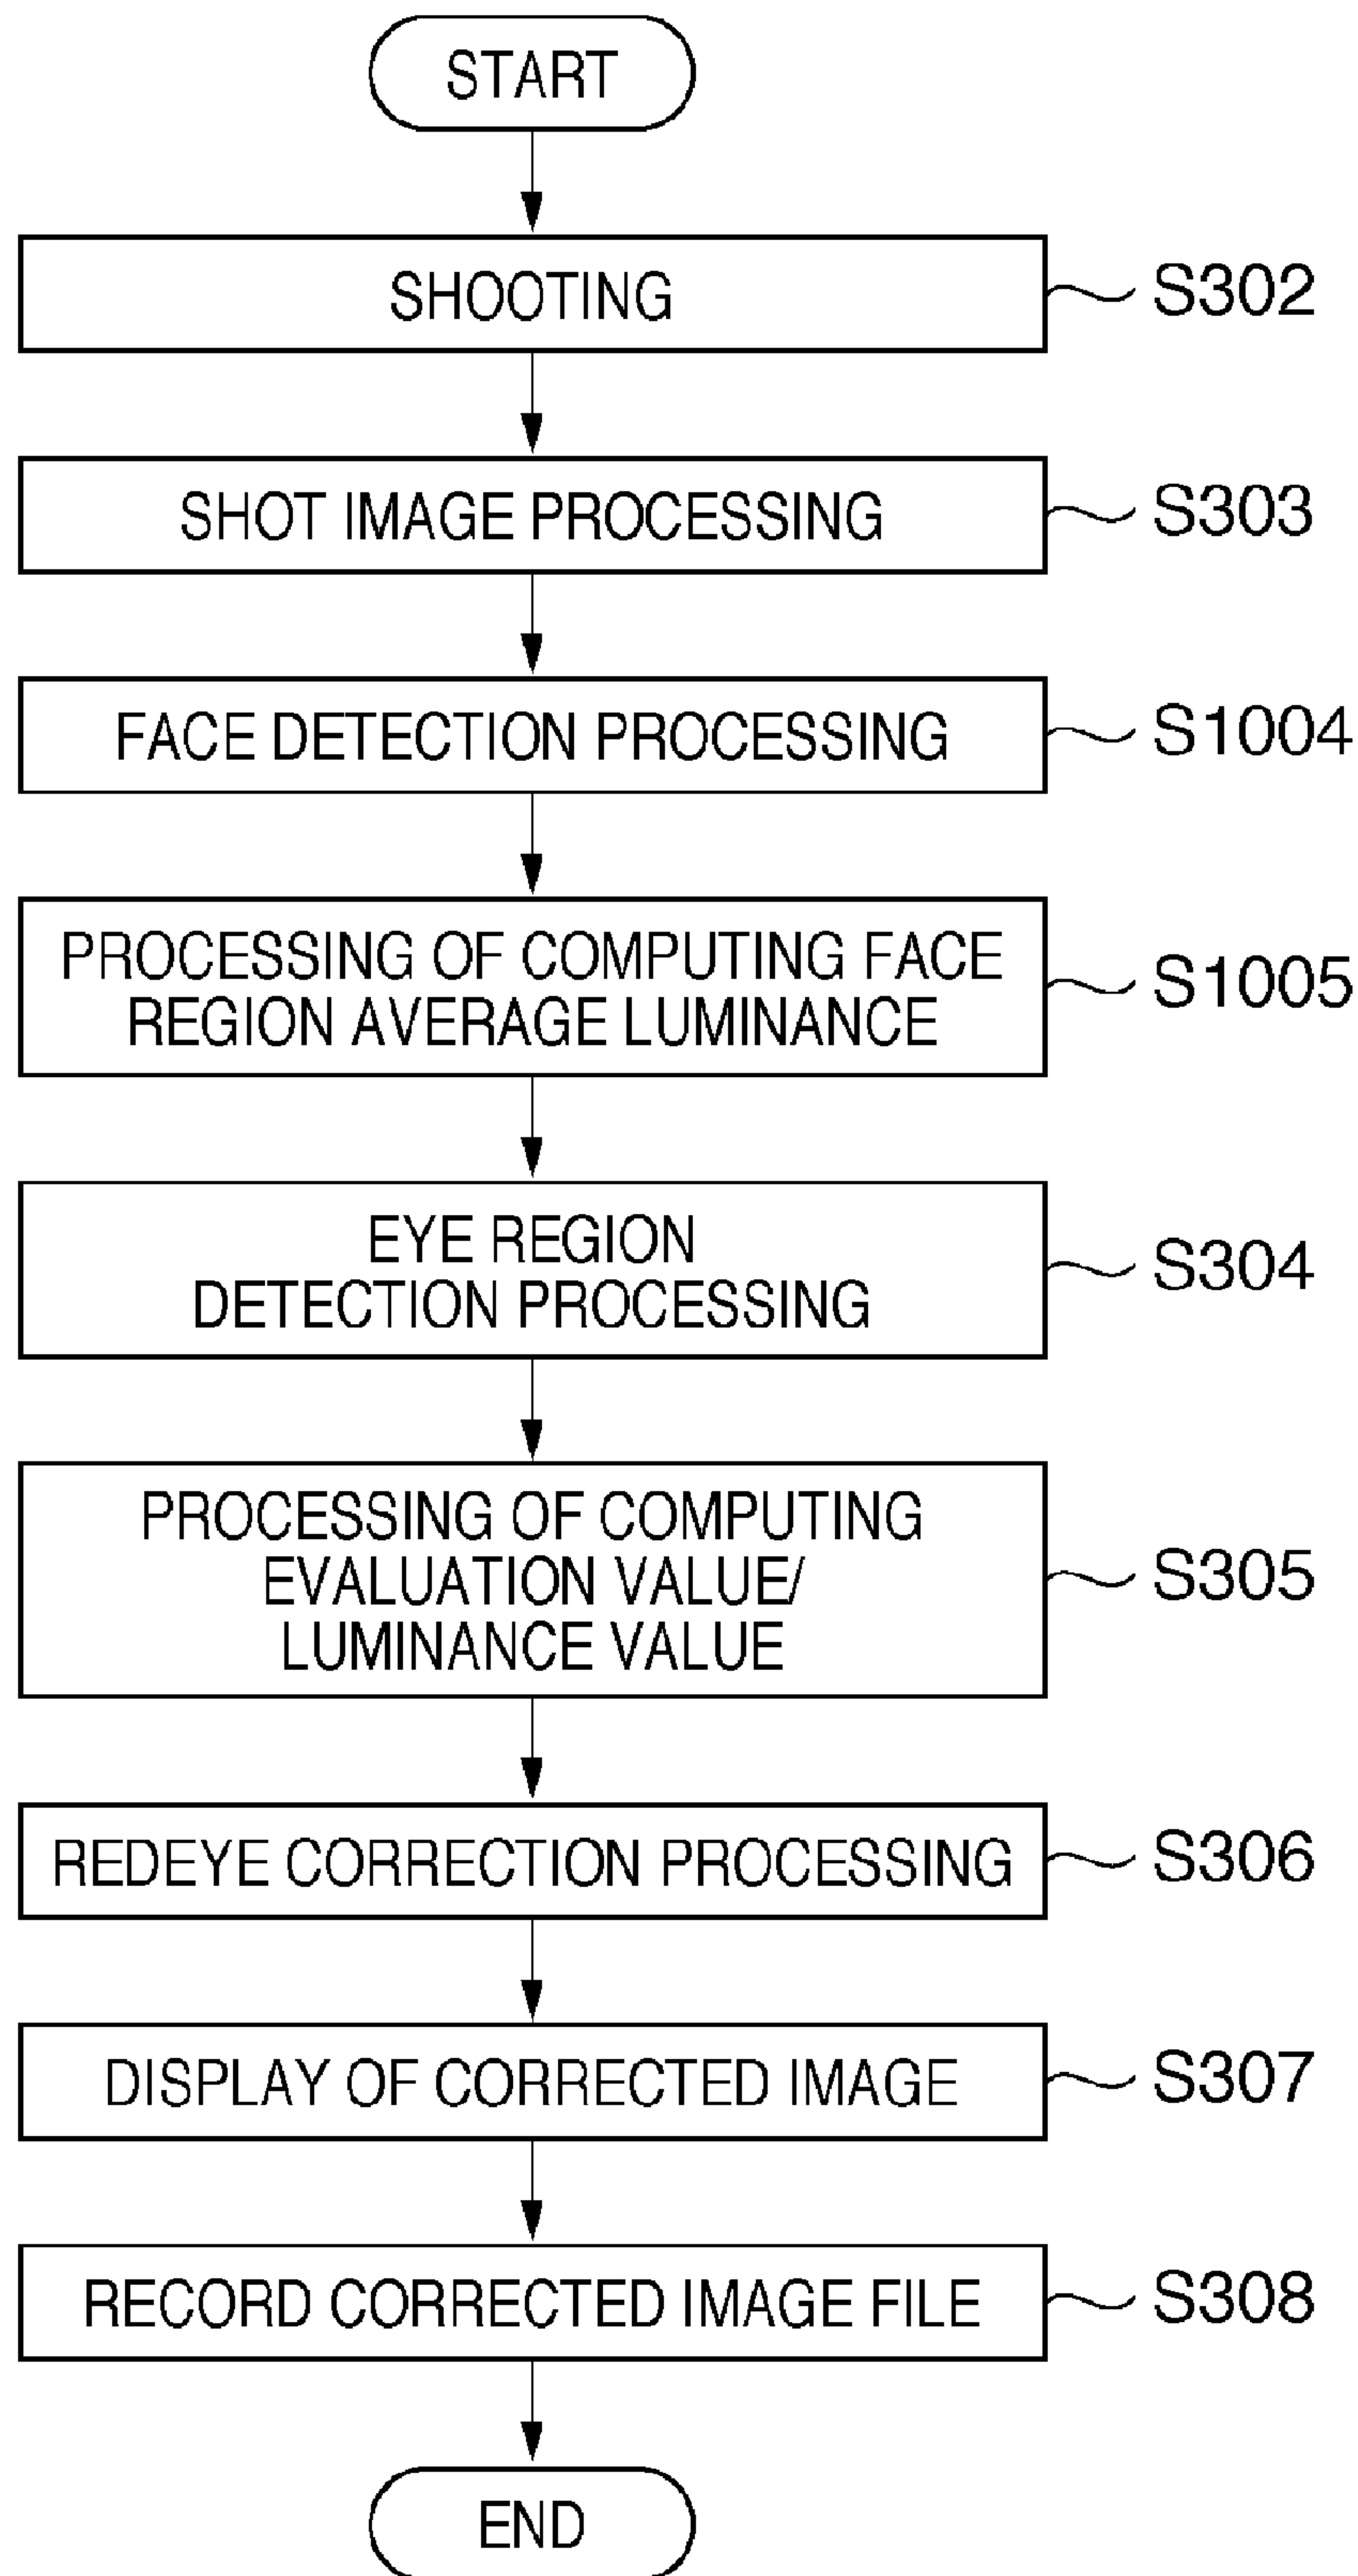 START
SHOOTING
S302
SHOT IMAGE PROCESSING
S303
FACE DETECTION PROCESSING
S1004
PROCESSING OF COMPUTING FACE
REGION AVERAGE LUMINANCE
S1005
EYE REGION
DETECTION PROCESSING
S304
PROCESSING OF COMPUTING
EVALUATION VALUE/
LUMINANCE VALUE
S305
REDEYE CORRECTION PROCESSING
S306
DISPLAY OF CORRECTED IMAGE
S307
RECORD CORRECTED IMAGE FILE
S308
END